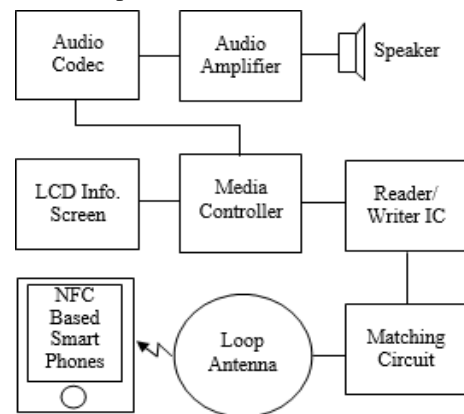 Audio
Codec
Audio
Amplifier
Speaker
LCD Info.
Screen
Media
Controller
Reader/
Writer IC
NFC
Based
Smart
Phones
Loop
Antenna
Matching
Circuit